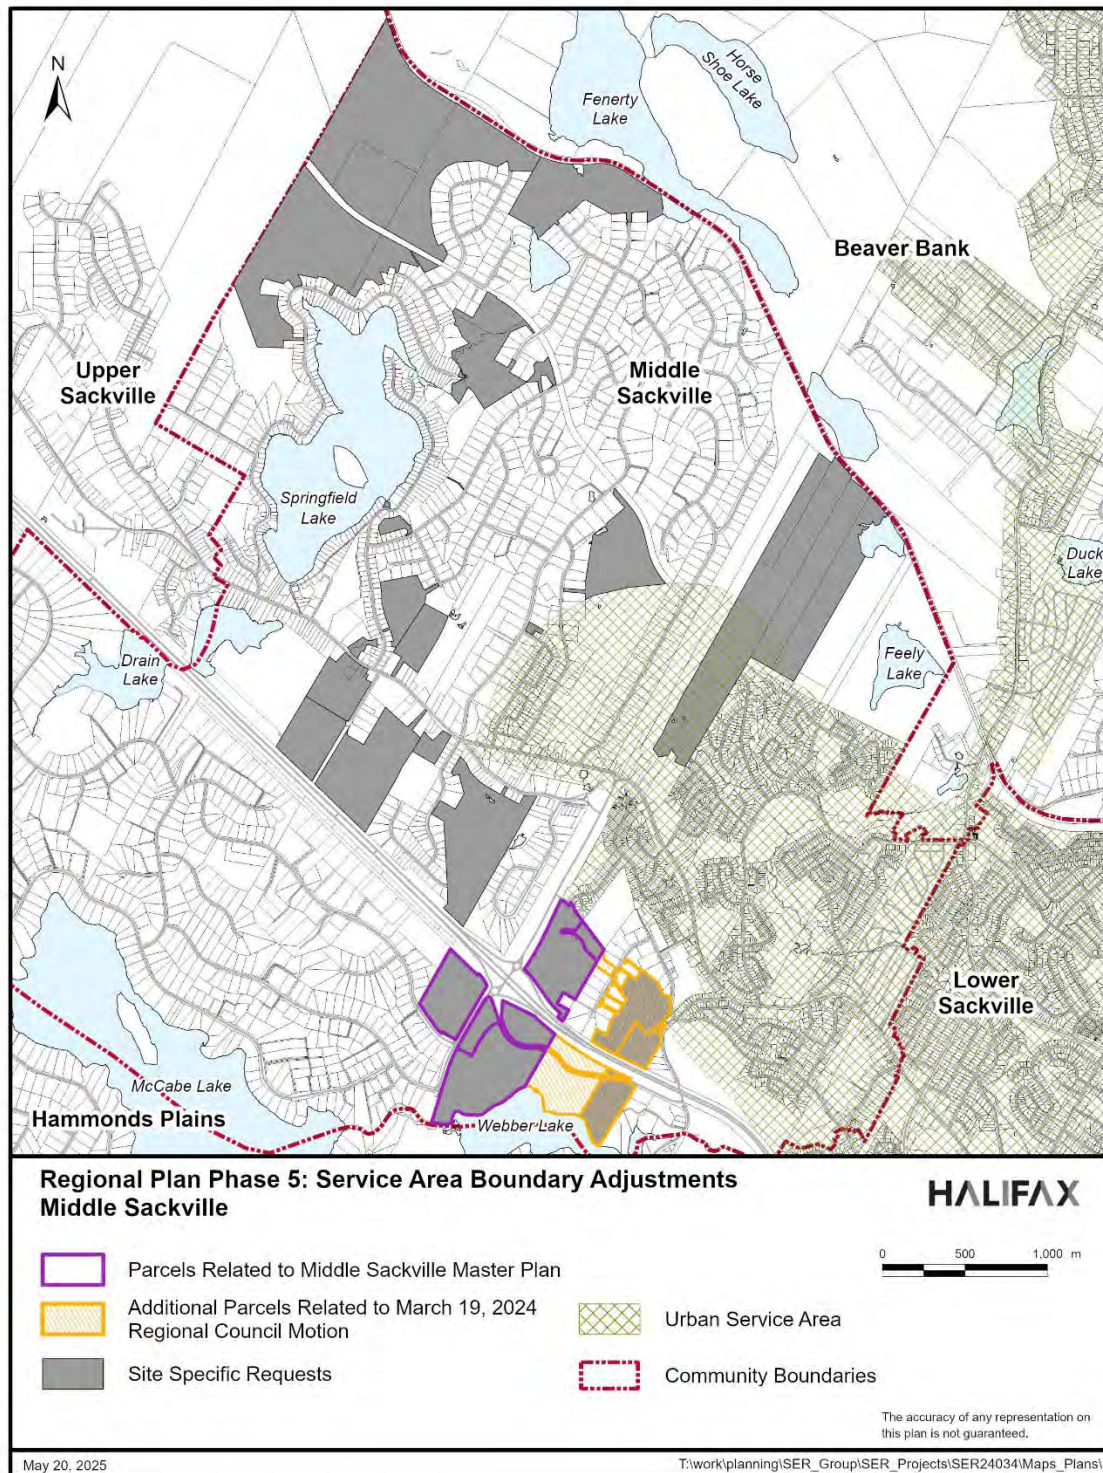 N
Horse
Shoe Lake
Fenerty
Lake
Beaver Bank
Upper
Sackville
Middle
Sackville
Springfield
Lake
Duck
Lake
Drain
Lake
Feely
Lake
Lower
Sackville
McCabe Lake
Hammonds Plains
Webber Lake
Regional Plan Phase 5: Service Area Boundary Adjustments
Middle Sackville
HALIFAX
0 500 1,000 m
Parcels Related to Middle Sackville Master Plan
Additional Parcels Related to March 19, 2024
Regional Council Motion
Urban Service Area
Site Specific Requests
Community Boundaries
The accuracy of any representation on
this plan is not guaranteed.
May 20, 2025
T:\work\planning\SER_Group\SER_Projects\SER24034\Maps_Plans\